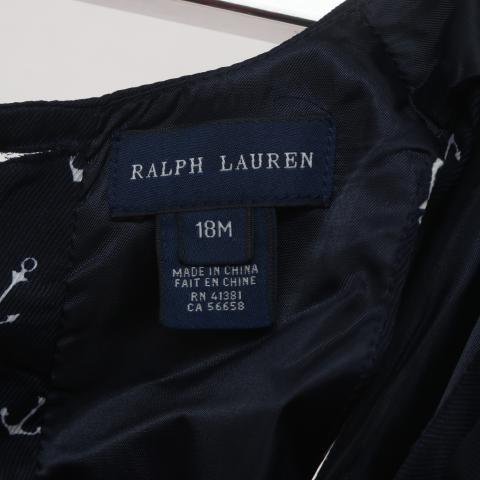 RALPH LAUREN
18M
MADE IN CHINA
FAIT EN CHINE
RN 41381
CA 56658